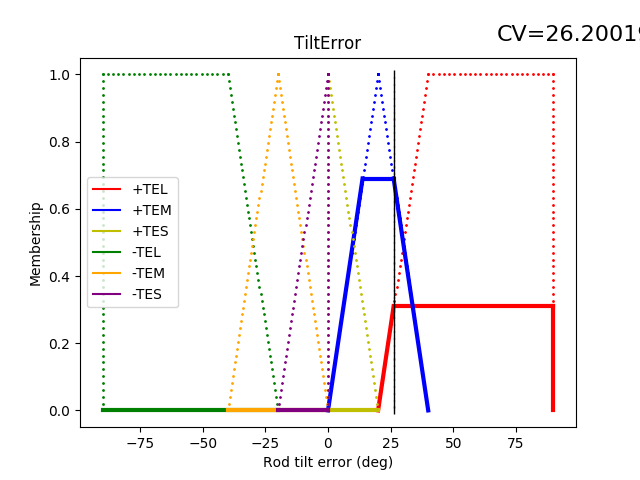 CV=26.20019
TiltError
1.0
0.8
0.6
0.4
0.2
0.0
Membership
+TEL
+TEM
+TES
-TEL
-TEM
-TES
−75
−50
−25
0
25
50
75
Rod tilt error (deg)